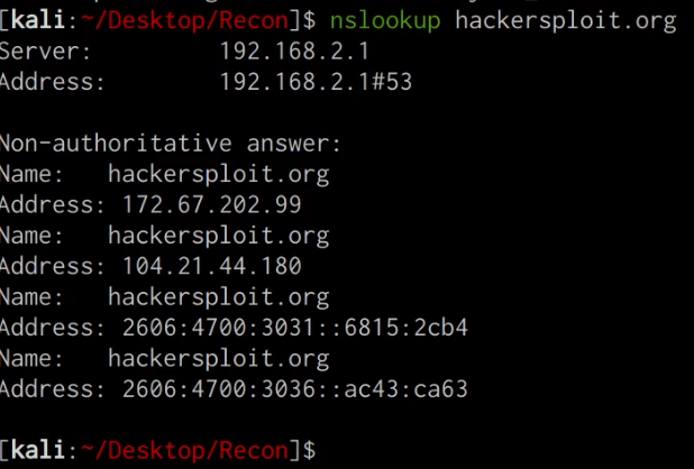 [kali:~/Desktop/Recon]$ nslookup hackersploit.org
Server:         192.168.2.1
Address:        192.168.2.1#53

Non-authoritative answer:
Name:   hackersploit.org
Address: 172.67.202.99
Name:   hackersploit.org
Address: 104.21.44.180
Name:   hackersploit.org
Address: 2606:4700:3031::6815:2cb4
Name:   hackersploit.org
Address: 2606:4700:3036::ac43:ca63

[kali:~/Desktop/Recon]$